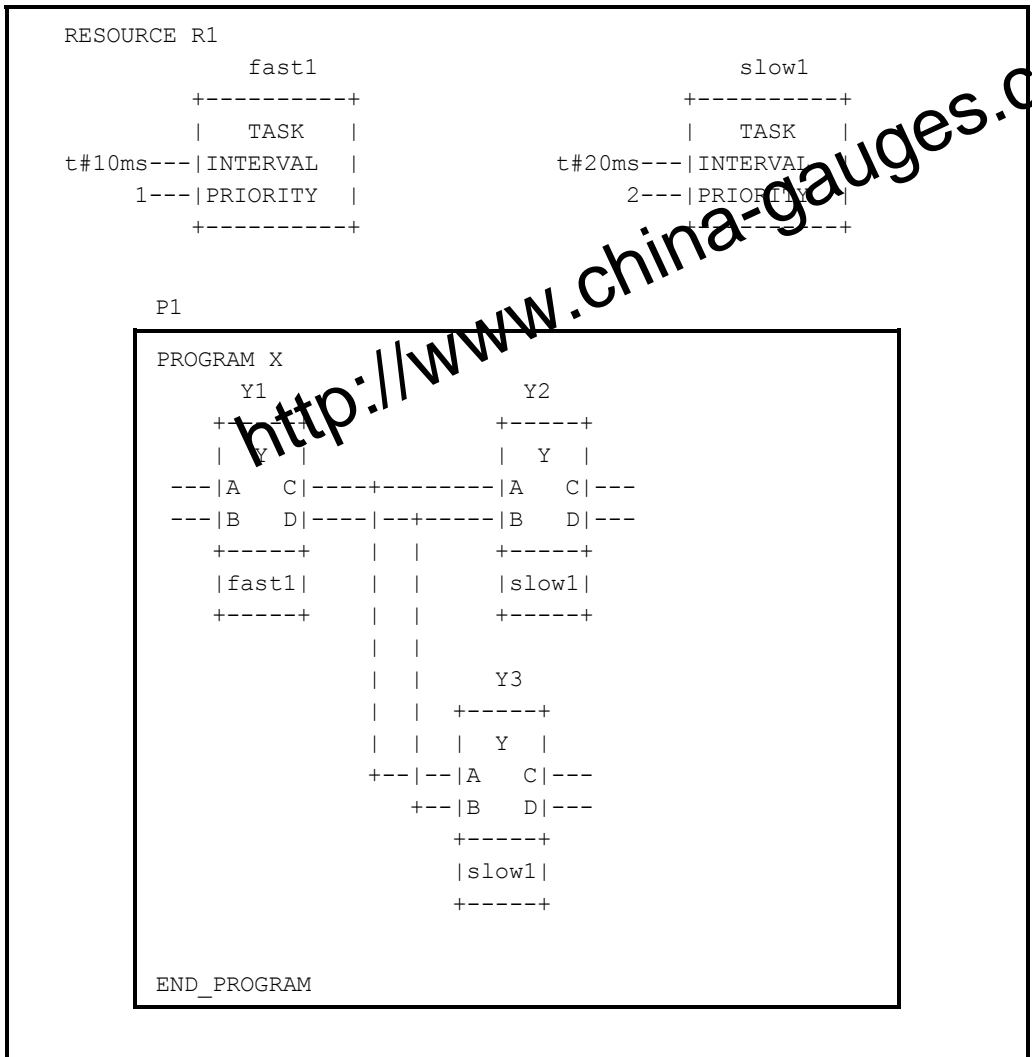 RESOURCE R1
fast1 slow1
+----------+ +----------+
| TASK | | TASK |
t#10ms---|INTERVAL | t#20ms---|INTERVAL |
1---|PRIORITY | 2---|PRIORITY |
+----------+ +----------+
http://www.china-gauges.c
P1
PROGRAM X
Y1 Y2
+-----+ +-----+
| Y | | Y |
---|A C|----+--------|A C|---
---|B D|----|--+-----|B D|---
+-----+ | | +-----+
|fast1| | | |slow1|
+-----+ | | +-----+
| |
| | Y3
| | +-----+
| | | Y |
+--|--|A C|---
+--|B D|---
+-----+
|slow1|
+-----+
END_PROGRAM